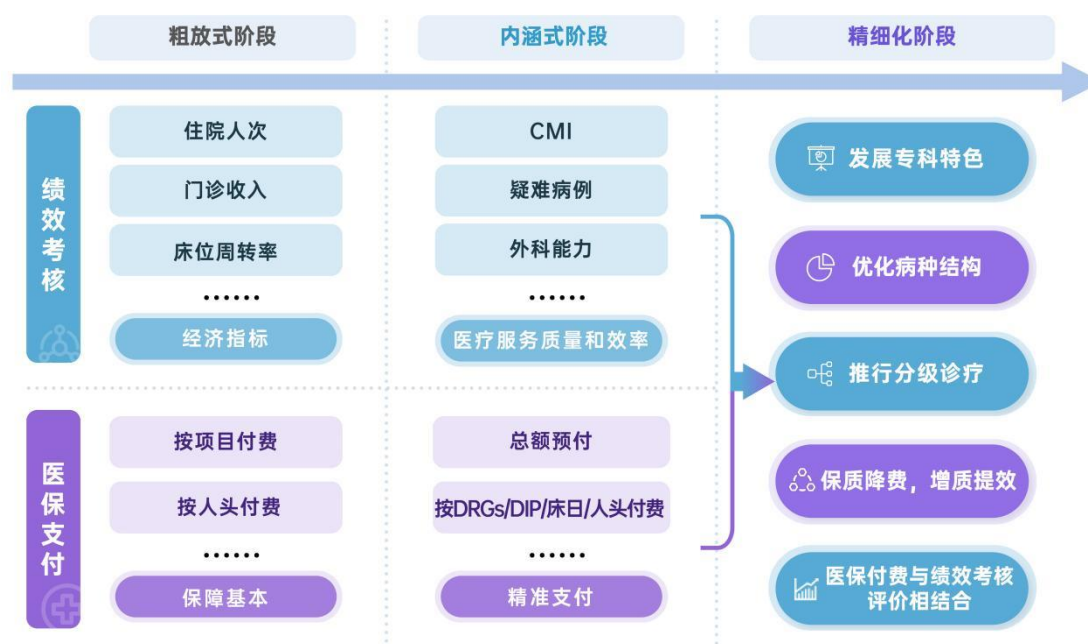 粗放式阶段
内涵式阶段
精细化阶段
绩效考核
住院人次
门诊收入
床位周转率
......
经济指标
CMI
疑难病例
外科能力
......
医疗服务质量和效率
医保支付
按项目付费
按人头付费
......
保障基本
总额预付
按DRGs/DIP/床日/人头付费
......
精准支付
发展专科特色
优化病种结构
推行分级诊疗
保质降费，增质提效
医保付费与绩效考核
评价相结合